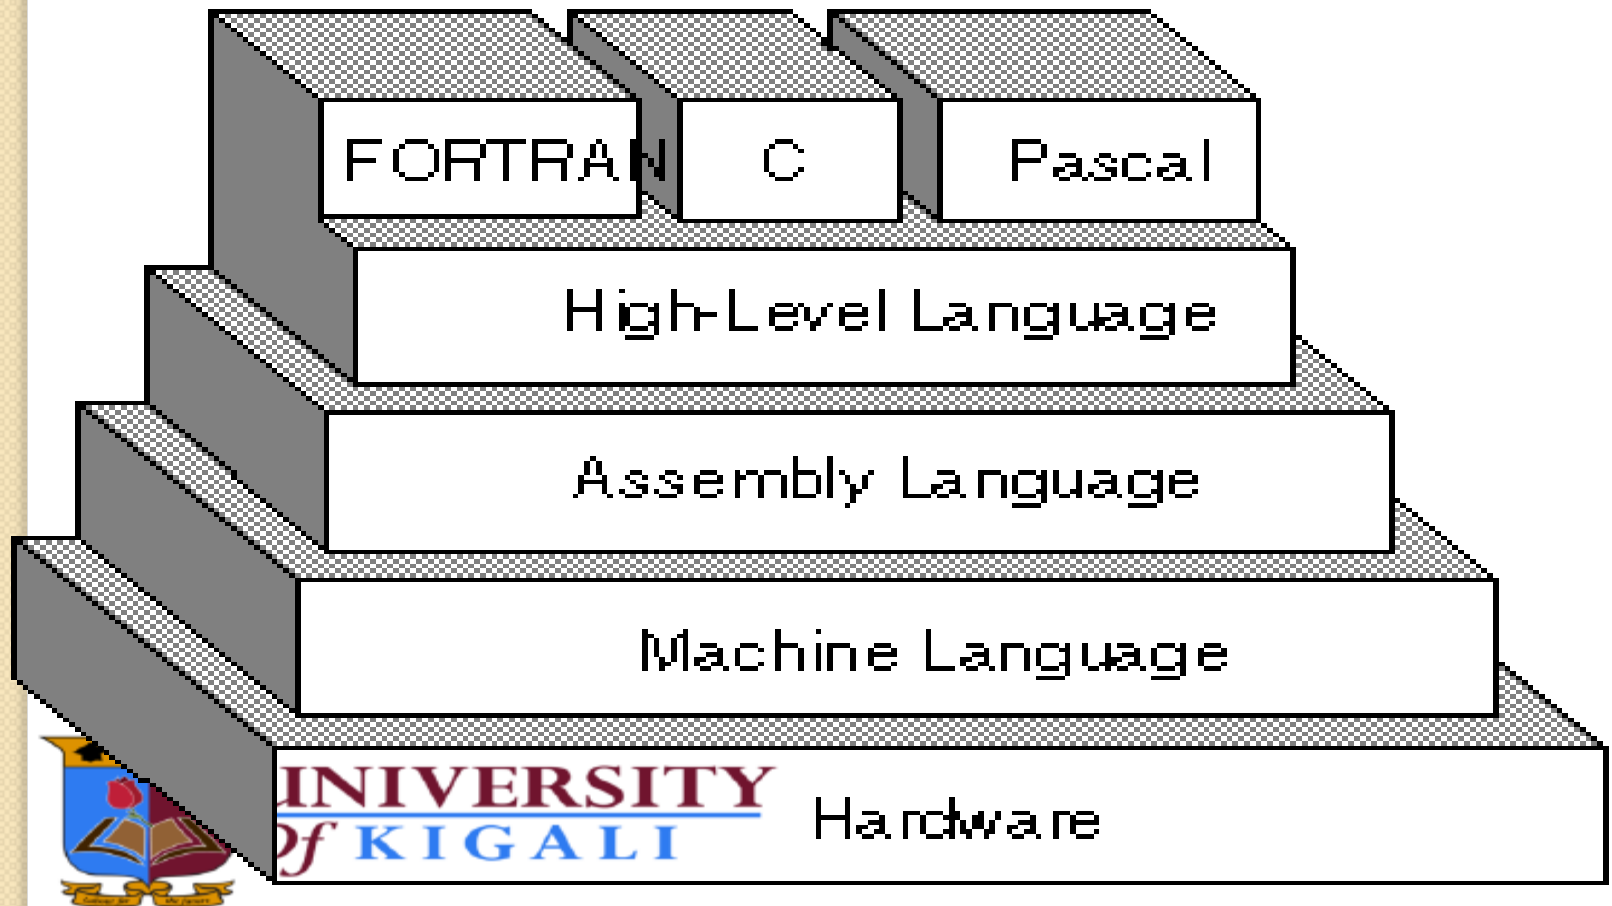 FORTRAN C Pascal
High-Level Language
Assembly Language
Machine Language
Hardware
UNIVERSITY
Of KIGALI